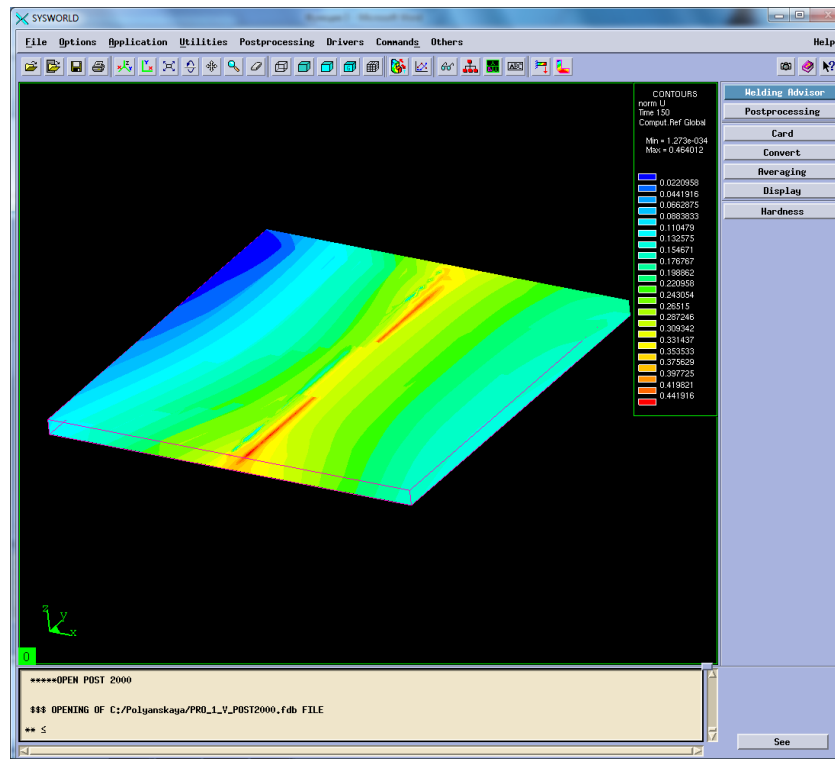 SYSWORLD
File Options Application Utilities Postprocessing Drivers Commands Others Help
CONTOURS
norm U
Time 150
Comput.Ref Global
Min = 1.273e-034
Max = 0.464012
0.0220958
0.0441916
0.0662875
0.0883833
0.110479
0.132575
0.154671
0.176767
0.198862
0.220958
0.243054
0.26515
0.287246
0.309342
0.331437
0.353533
0.375629
0.397725
0.419821
0.441916
Welding Advisor
Postprocessing
Card
Convert
Averaging
Display
Hardness
z
y
x
0
*****OPEN POST 2000
$$$ OPENING OF C:/Polyanskaya/PRO_1_V_POST2000.fdb FILE
** ≤
See